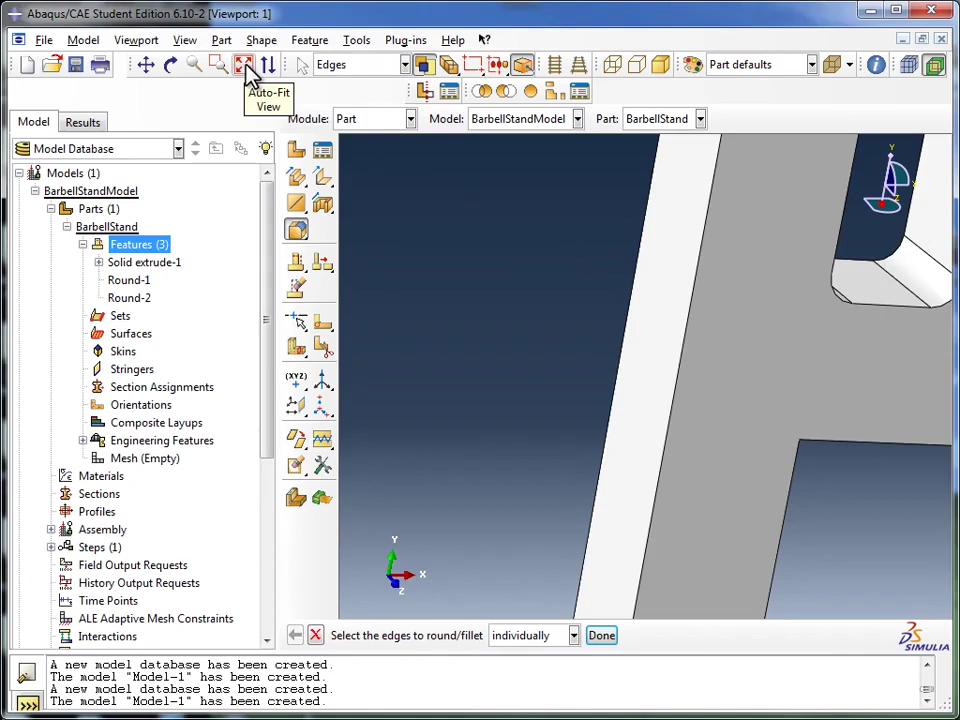 Abaqus/CAE Student Edition 6.10-2 [Viewport: 1]
File Model Viewport View Part Shape Feature Tools Plug-ins Help
Edges
Part defaults
Auto-Fit
View
Module: Part Model: BarbellStandModel Part: BarbellStand
Model Results
Model Database
Models (1)
BarbellStandModel
Parts (1)
BarbellStand
Features (3)
Solid extrude-1
Round-1
Round-2
Sets
Surfaces
Skins
Stringers
Section Assignments
Orientations
Composite Layups
Engineering Features
Mesh (Empty)
Materials
Sections
Profiles
Assembly
Steps (1)
Field Output Requests
History Output Requests
Time Points
ALE Adaptive Mesh Constraints
Interactions
(XYZ)
Y
X
Z
Y
X
Z
Select the edges to round/fillet individually Done
SIMULIA
A new model database has been created.
The model "Model-1" has been created.
A new model database has been created.
The model "Model-1" has been created.
>>>